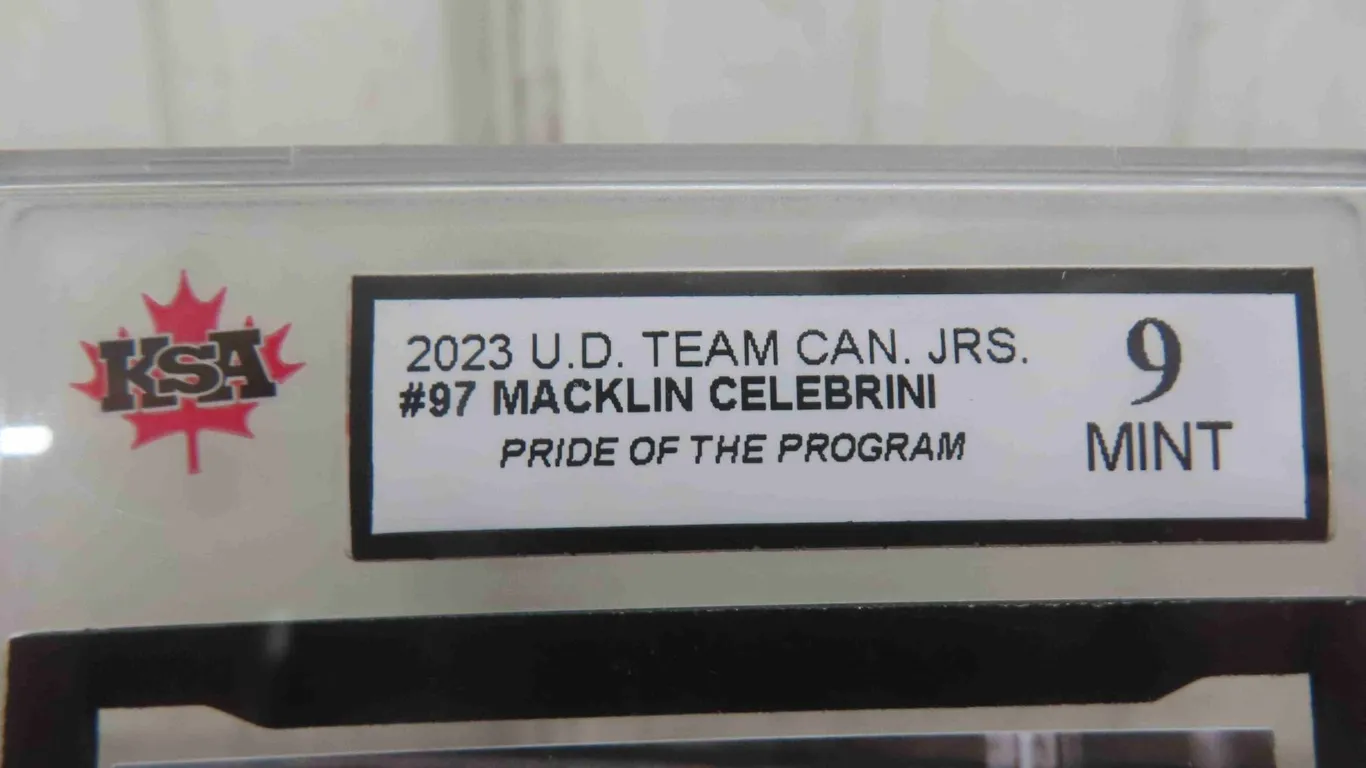 KSA
2023 U.D. TEAM CAN. JRS.
#97 MACKLIN CELEBRINI
PRIDE OF THE PROGRAM
9
MINT